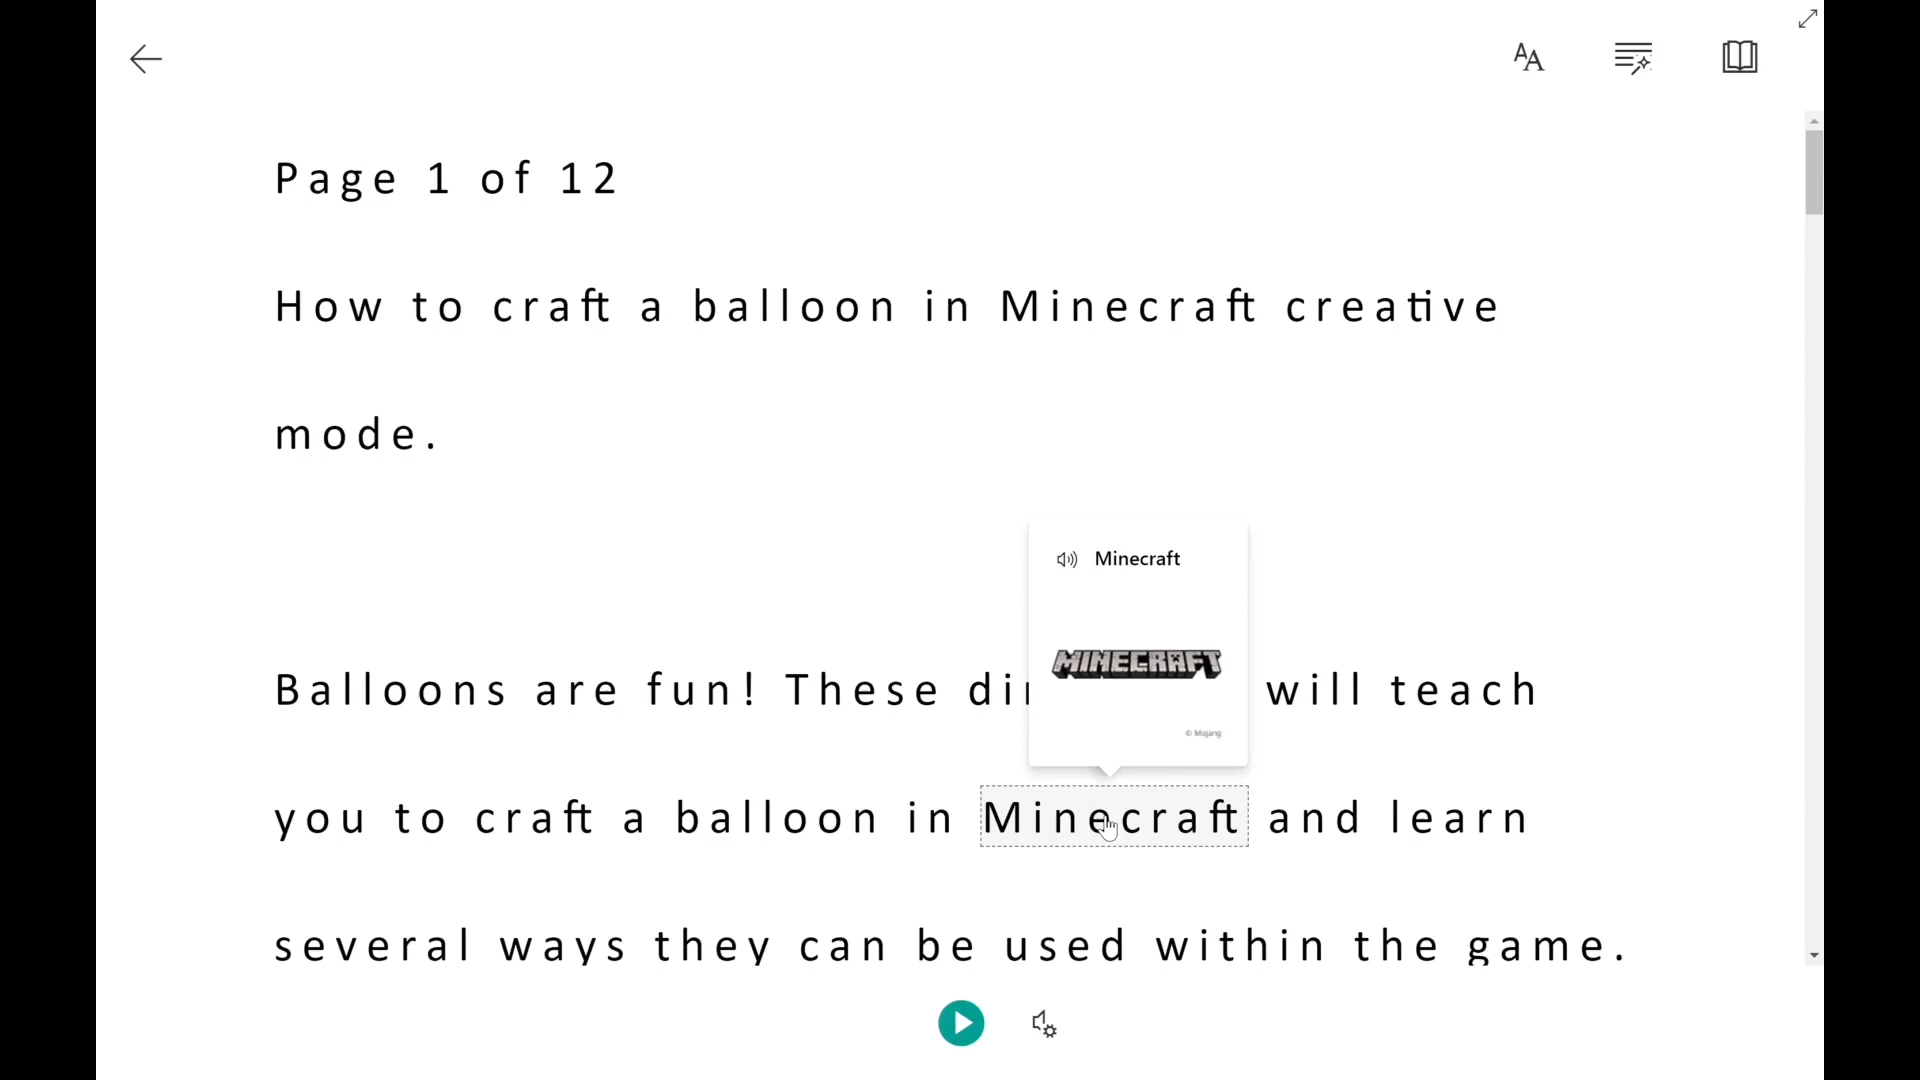 Page 1 of 12
How to craft a balloon in Minecraft creative
mode.
Minecraft
MINECRAFT
© Mojang
Balloons are fun! These will teach
you to craft a balloon in Minecraft and learn
several ways they can be used within the game.